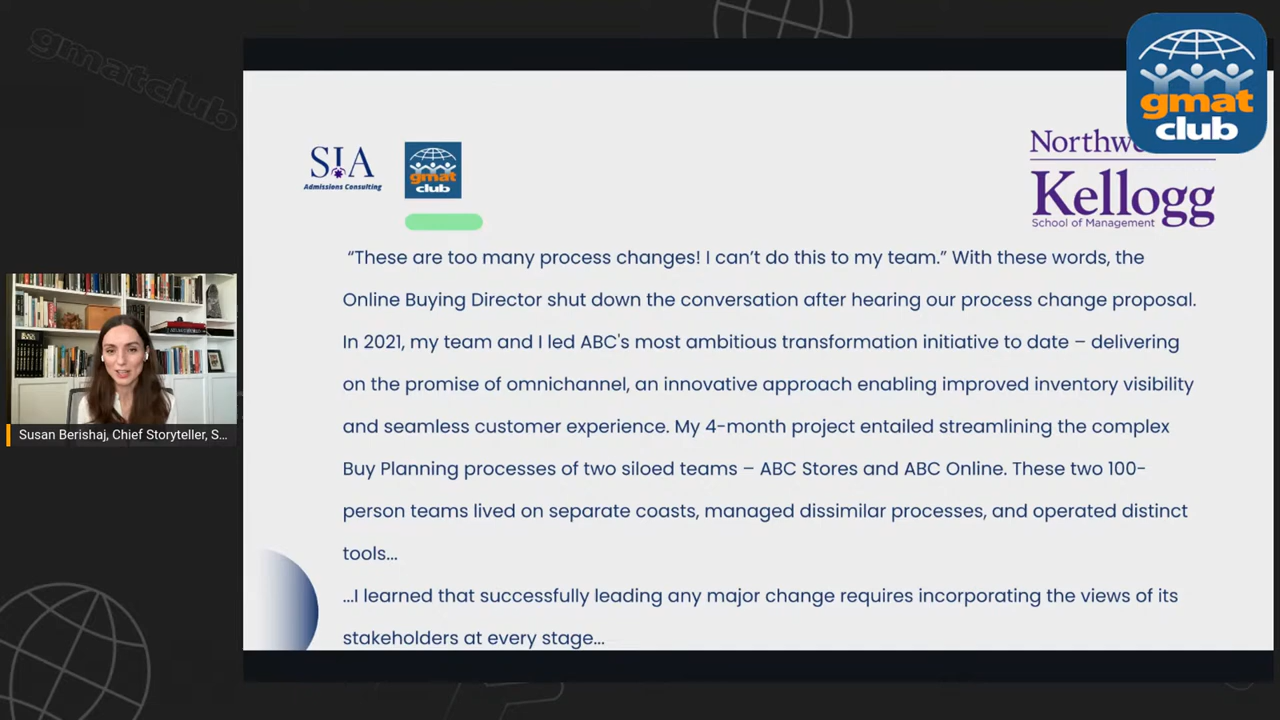 gmatclub
gmat
club
SIA
Admissions Consulting
gmat
club
Northwe
Kellogg
School of Management
“These are too many process changes! I can’t do this to my team.” With these words, the
Online Buying Director shut down the conversation after hearing our process change proposal.
In 2021, my team and I led ABC's most ambitious transformation initiative to date – delivering
on the promise of omnichannel, an innovative approach enabling improved inventory visibility
and seamless customer experience. My 4-month project entailed streamlining the complex
Buy Planning processes of two siloed teams – ABC Stores and ABC Online. These two 100-
person teams lived on separate coasts, managed dissimilar processes, and operated distinct
tools...
...I learned that successfully leading any major change requires incorporating the views of its
stakeholders at every stage...
Susan Berishaj, Chief Storyteller, S...